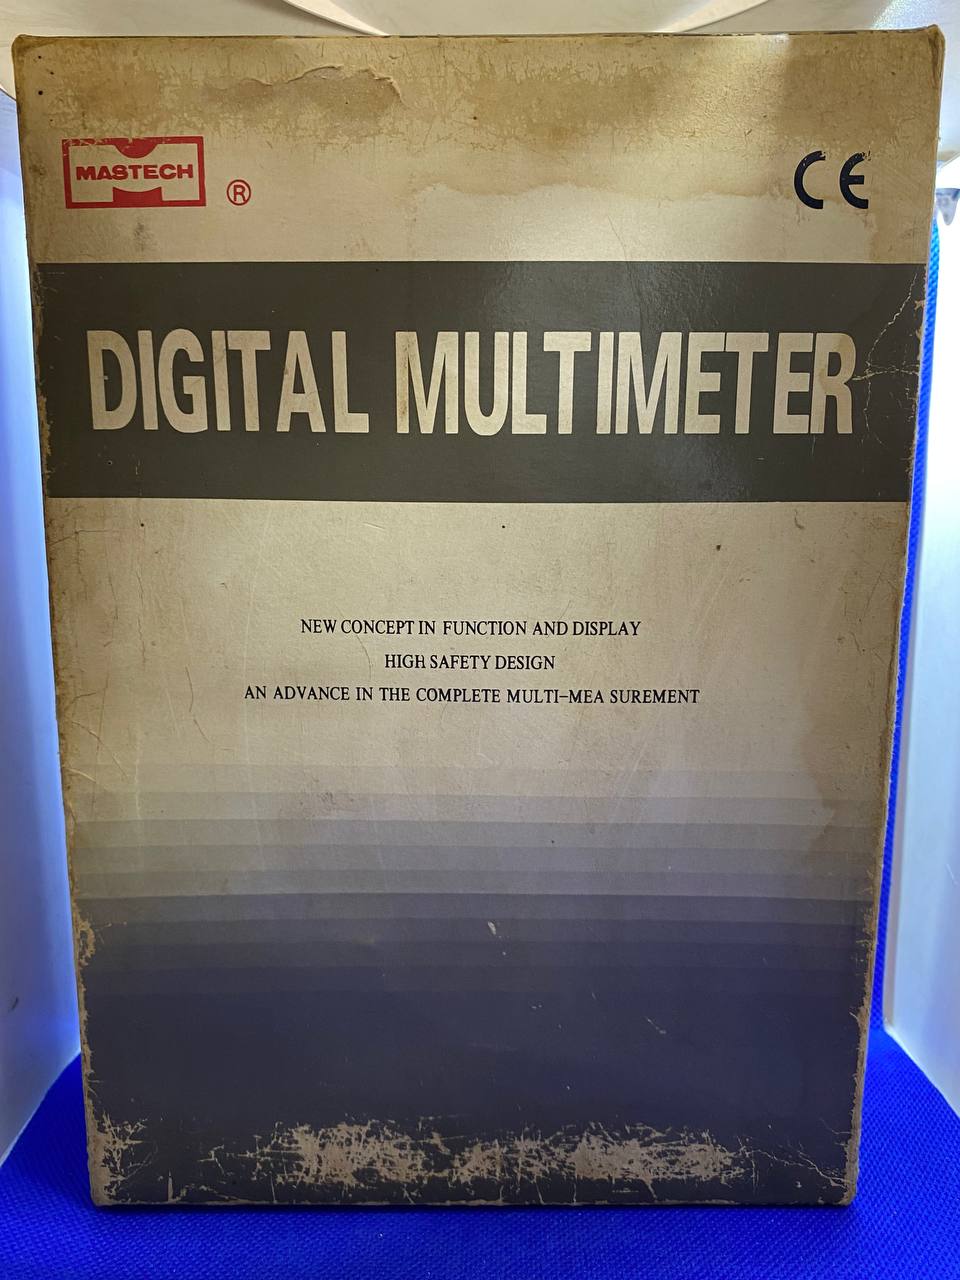 MASTECH ®
CE
DIGITAL MULTIMETER
NEW CONCEPT IN FUNCTION AND DISPLAY
HIGH SAFETY DESIGN
AN ADVANCE IN THE COMPLETE MULTI-MEA SUREMENT